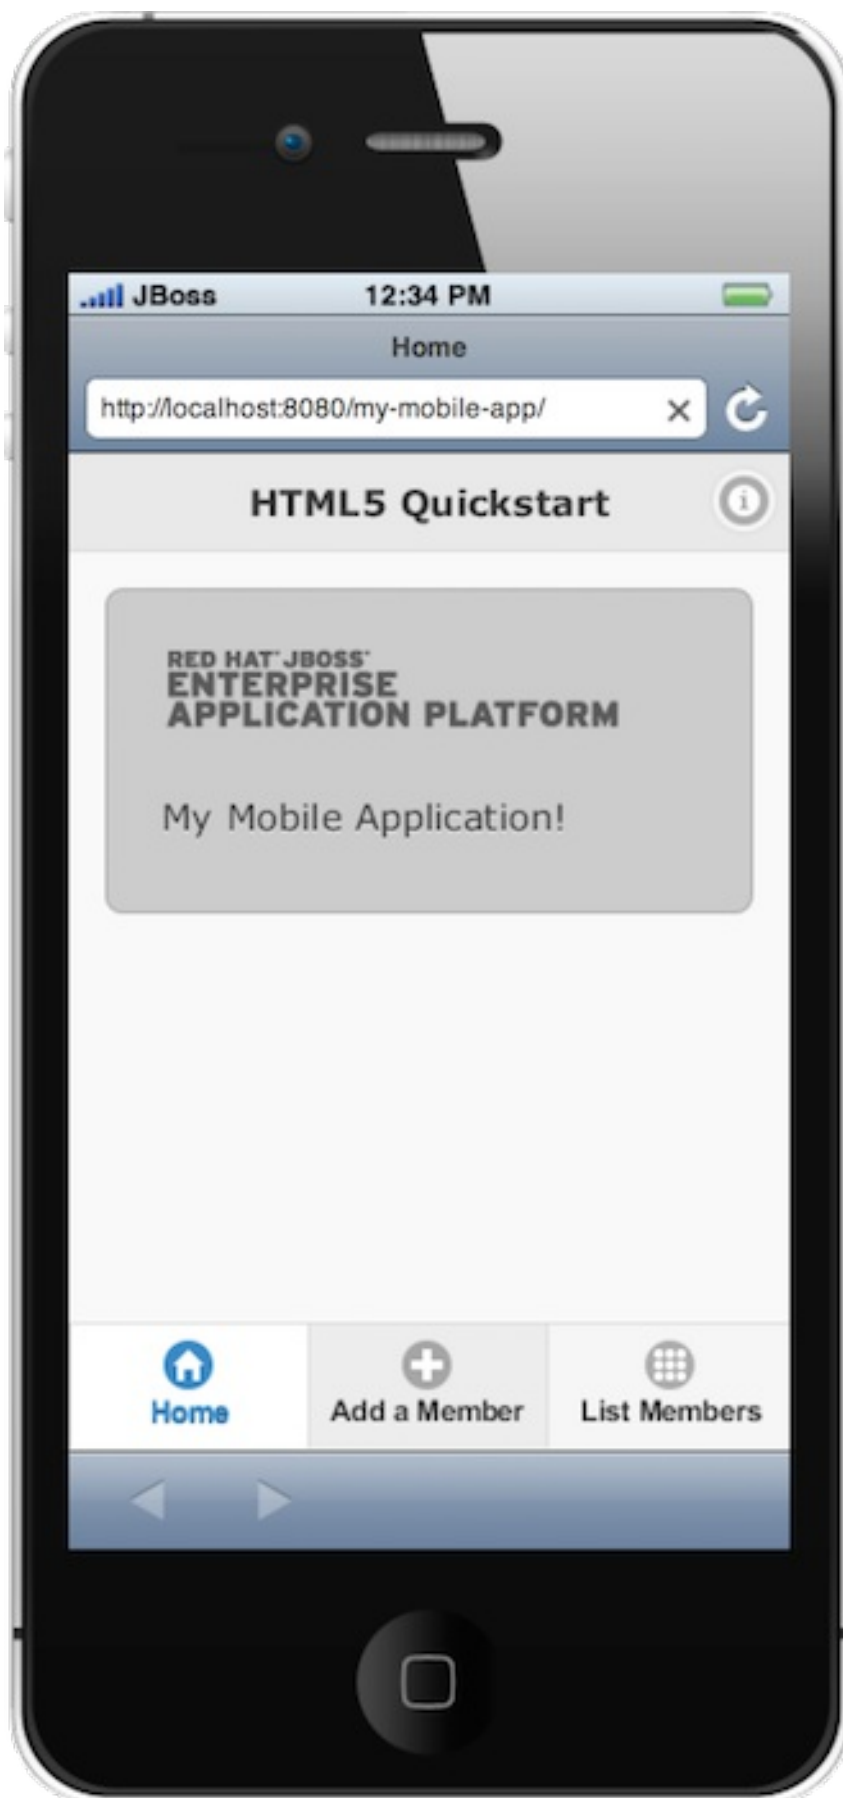 JBoss 12:34 PM
Home
http://localhost:8080/my-mobile-app/
HTML5 Quickstart
i
RED HAT® JBOSS®
ENTERPRISE
APPLICATION PLATFORM
My Mobile Application!
Home Add a Member List Members